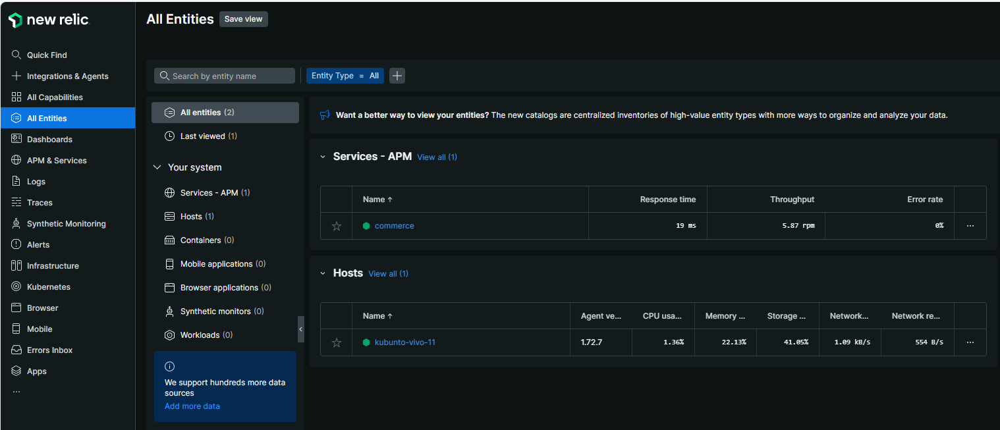 new relic
Quick Find
Integrations & Agents
All Capabilities
All Entities
Dashboards
APM & Services
Logs
Traces
Synthetic Monitoring
Alerts
Infrastructure
Kubernetes
Browser
Mobile
Errors Inbox
Apps
...
All Entities Save view
Search by entity name Entity Type = All
All entities (2)
Last viewed (1)
Your system
Services - APM (1)
Hosts (1)
Containers (0)
Mobile applications (0)
Browser applications (0)
Synthetic monitors (0)
Workloads (0)
We support hundreds more data
sources
Add more data
Want a better way to view your entities? The new catalogs are centralized inventories of high-value entity types with more ways to organize and analyze your data.
Services - APM View all (1)
Name ↑ Response time Throughput Error rate
commerce 19 ms 5.87 rpm 0% ...
Hosts View all (1)
Name ↑ Agent ve... CPU usa... Memory ... Storage ... Network... Network re...
kubunto-vivo-11 1.72.7 1.36% 22.13% 41.05% 1.09 kB/s 554 B/s ...